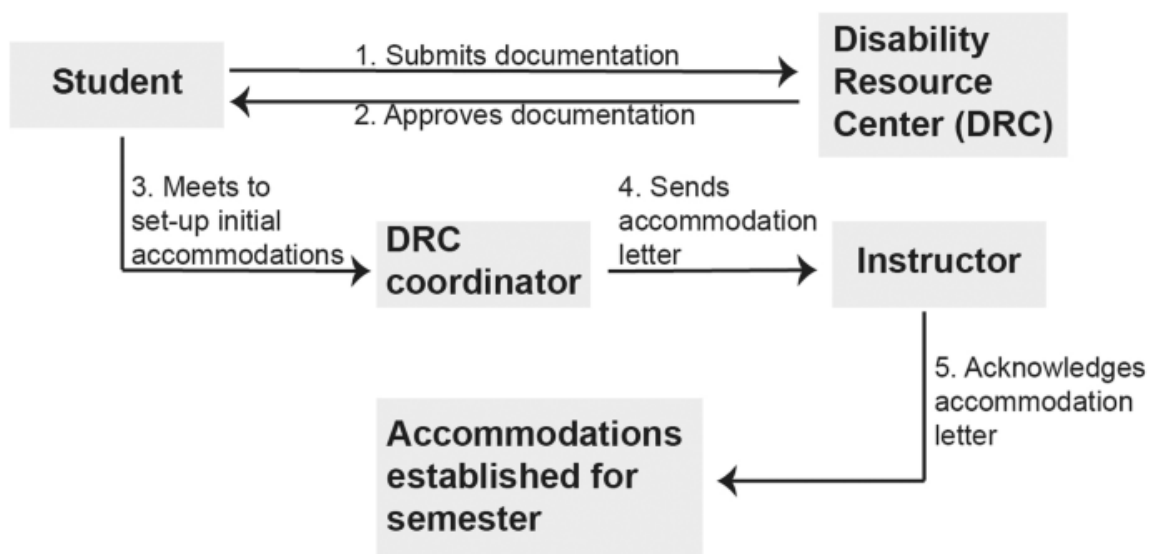 Student
1. Submits documentation
2. Approves documentation
Disability
Resource
Center (DRC)
3. Meets to
set-up initial
accommodations
DRC
coordinator
4. Sends
accommodation
letter
Instructor
5. Acknowledges
accommodation
letter
Accommodations
established for
semester